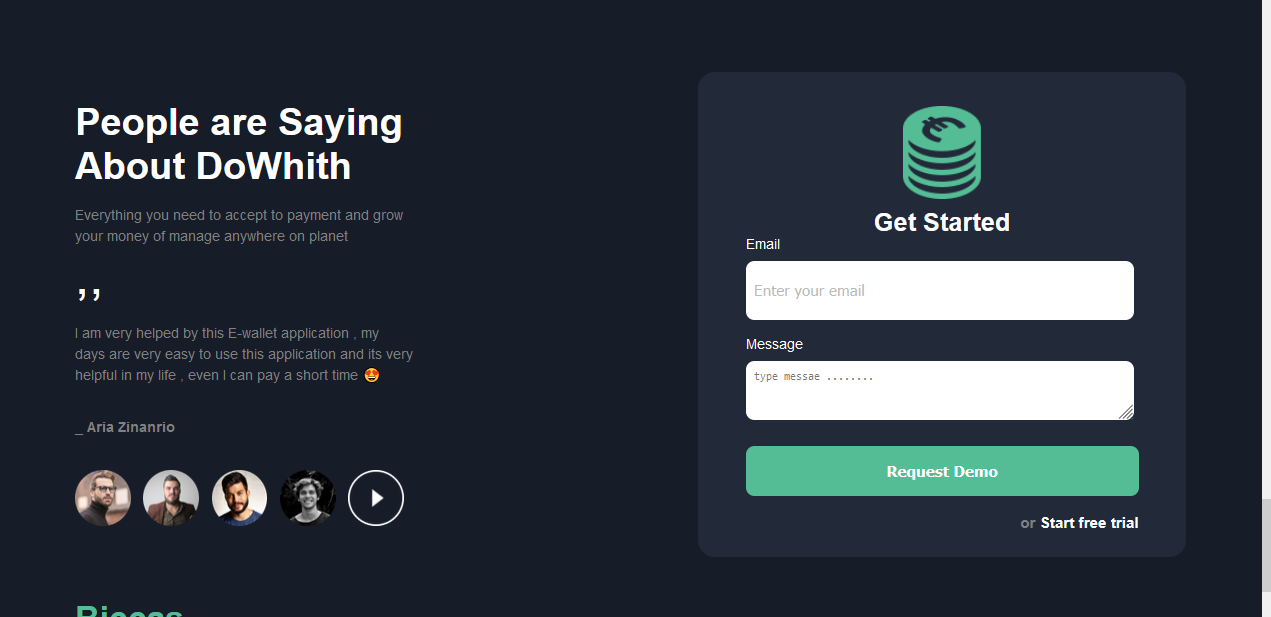 People are Saying
About DoWhith
Everything you need to accept to payment and grow
your money of manage anywhere on planet
,,
I am very helped by this E-wallet application , my
days are very easy to use this application and its very
helpful in my life , even I can pay a short time 🤩
_ Aria Zinanrio
Get Started
Email
Enter your email
Message
type messae ........
Request Demo
or Start free trial